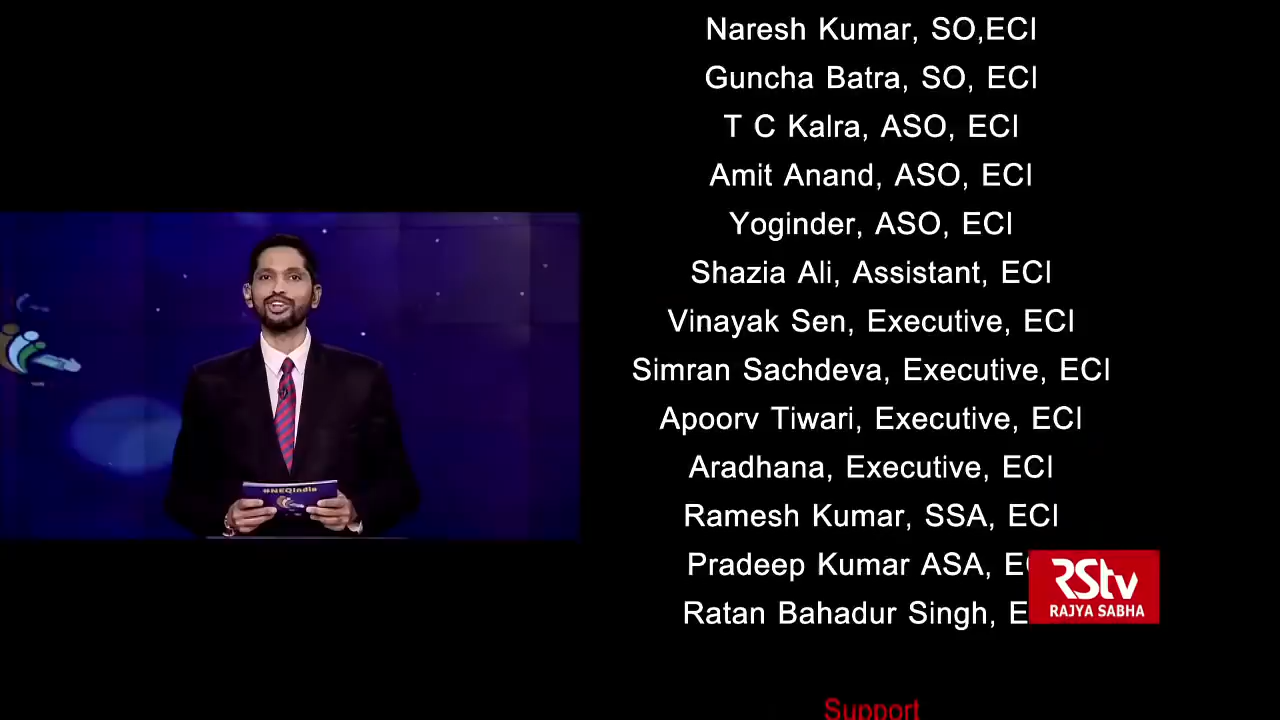 Naresh Kumar, SO,ECI
Guncha Batra, SO, ECI
T C Kalra, ASO, ECI
Amit Anand, ASO, ECI
Yoginder, ASO, ECI
Shazia Ali, Assistant, ECI
Vinayak Sen, Executive, ECI
Simran Sachdeva, Executive, ECI
Apoorv Tiwari, Executive, ECI
Aradhana, Executive, ECI
Ramesh Kumar, SSA, ECI
Pradeep Kumar ASA,
Ratan Bahadur Singh,
RStv
RAJYA SABHA
#NEQIndia
Support